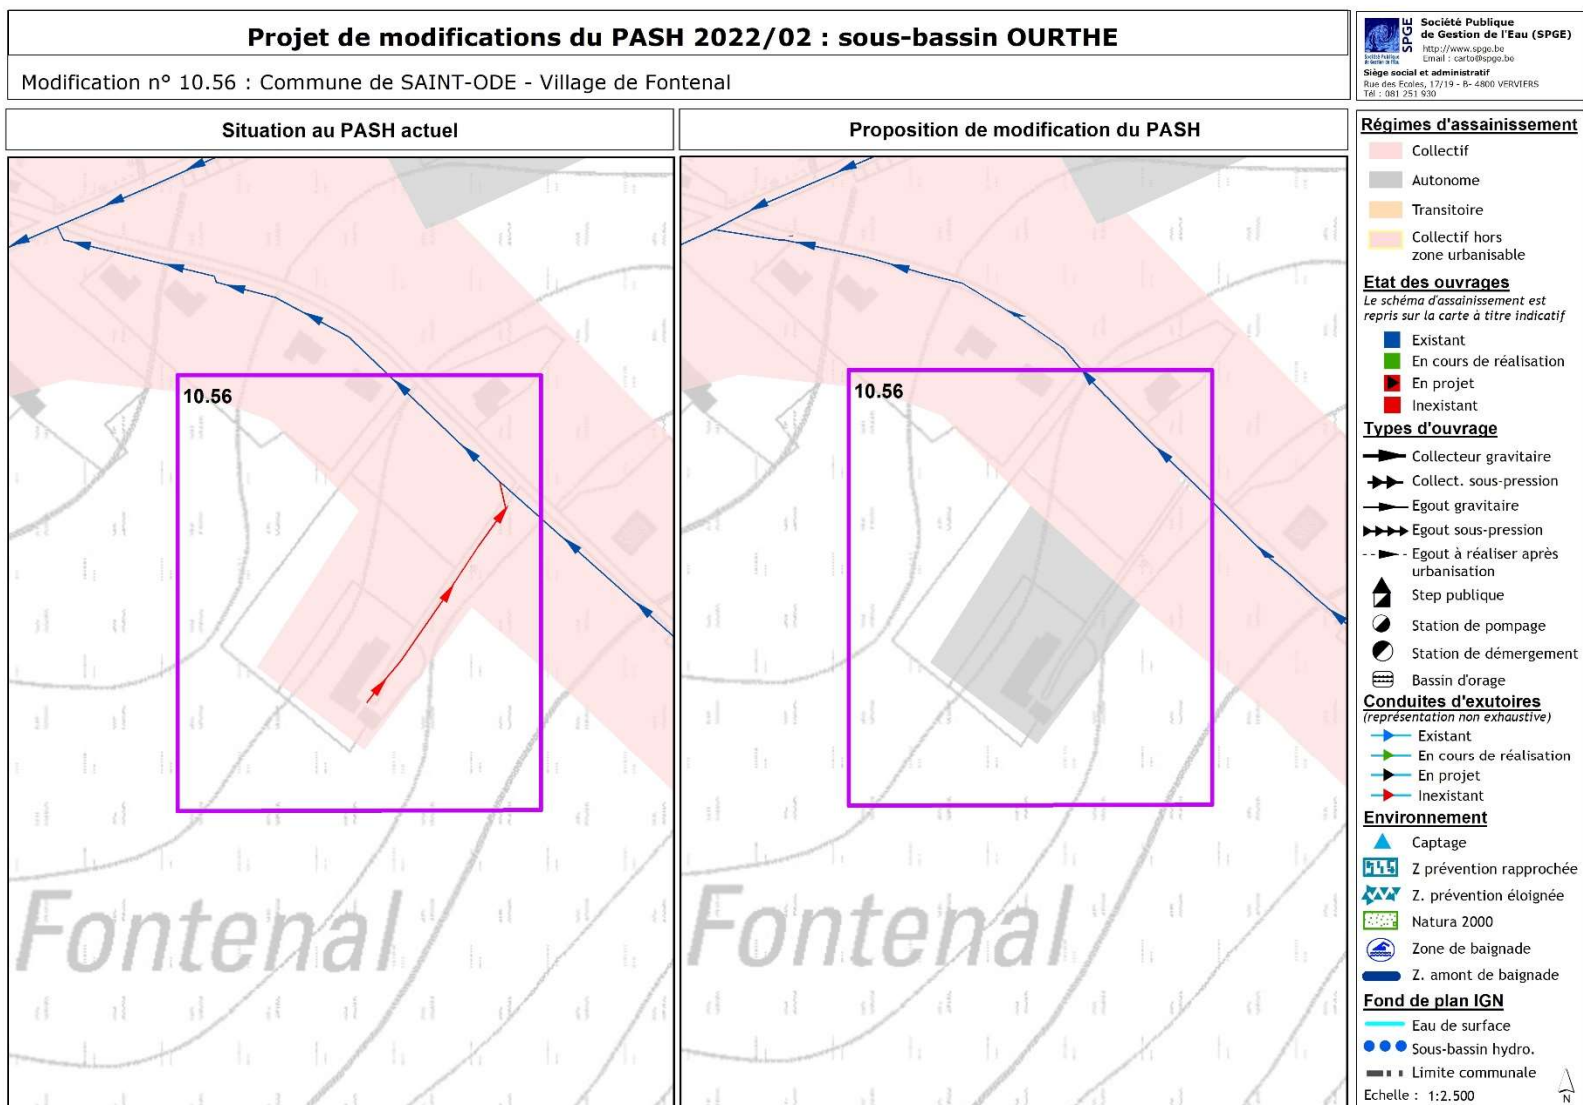 Projet de modifications du PASH 2022/02 : sous-bassin OURTHE
Modification n° 10.56 : Commune de SAINT-ODE - Village de Fontenal
SPGE
Société Publique
de Gestion de l'Eau (SPGE)
http://www.spge.be
Email : carto@spge.be
Siège social et administratif
Rue des Ecoles, 17/19 - B- 4800 VERVIERS
Tél : 081 251 930
Situation au PASH actuel
Proposition de modification du PASH
10.56
Fontenal
10.56
Fontenal
Régimes d'assainissement
Collectif
Autonome
Transitoire
Collectif hors
zone urbanisable
Etat des ouvrages
Le schéma d'assainissement est
repris sur la carte à titre indicatif
Existant
En cours de réalisation
En projet
Inexistant
Types d'ouvrage
Collecteur gravitaire
Collect. sous-pression
Egout gravitaire
Egout sous-pression
Egout à réaliser après
urbanisation
Step publique
Station de pompage
Station de démergement
Bassin d'orage
Conduites d'exutoires
(représentation non exhaustive)
Existant
En cours de réalisation
En projet
Inexistant
Environnement
Captage
Z prévention rapprochée
Z. prévention éloignée
Natura 2000
Zone de baignade
Z. amont de baignade
Fond de plan IGN
Eau de surface
Sous-bassin hydro.
Limite communale
Echelle : 1:2.500
N